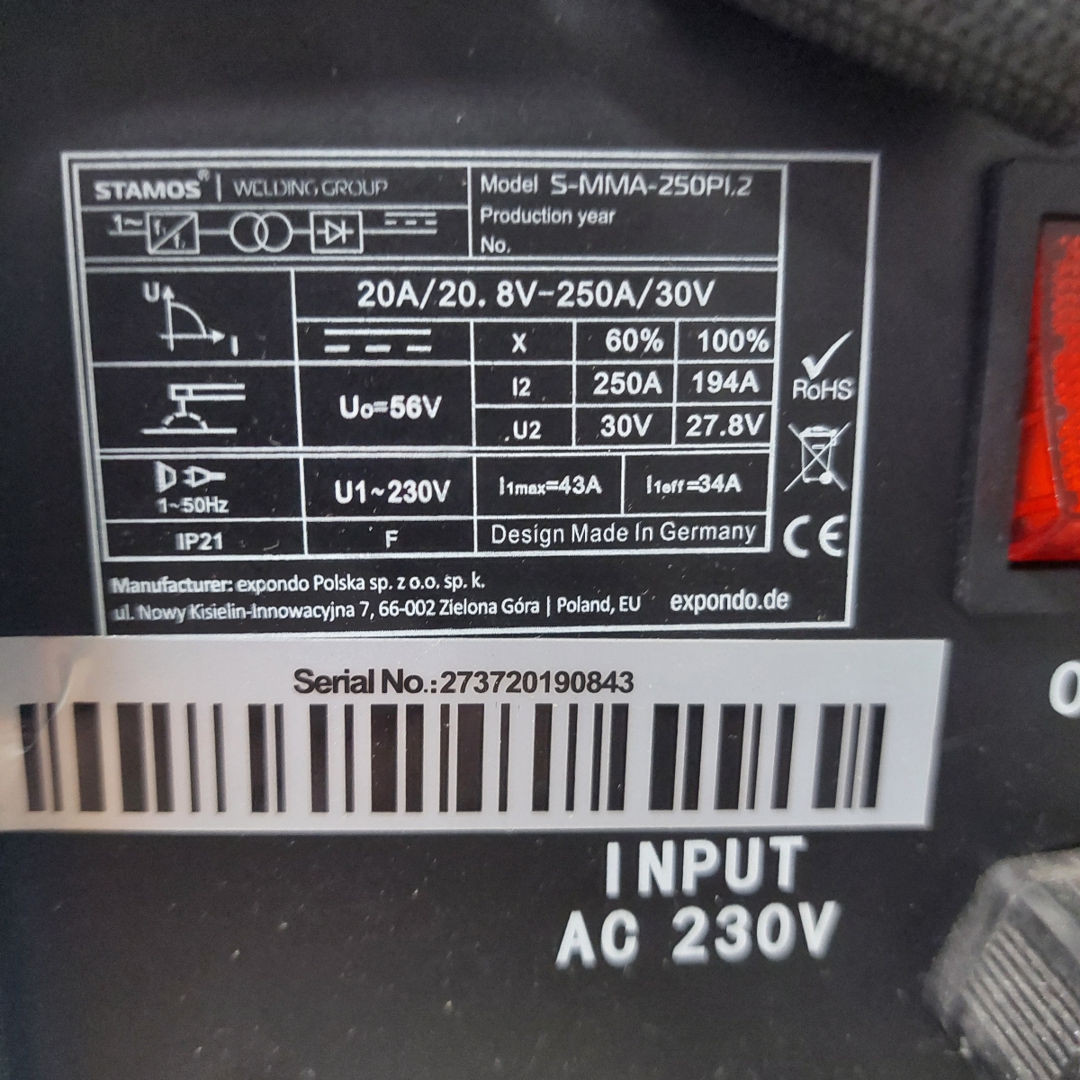 STAMOS® | WELDING GROUP
Model S-MMA-250PI.2
Production year
No.
1~
f₁
f₂
U
I
20A/20. 8V-250A/30V
X 60% 100%
U₀=56V
I2 250A 194A
U2 30V 27.8V
1~50Hz
U1~230V
I1max=43A
I1eff=34A
IP21
F
Design Made In Germany
RoHS
CE
Manufacturer: expondo Polska sp. z o.o. sp. k.
ul. Nowy Kisielin-Innowacyjna 7, 66-002 Zielona Góra | Poland, EU expondo.de
Serial No.:273720190843
INPUT
AC 230V